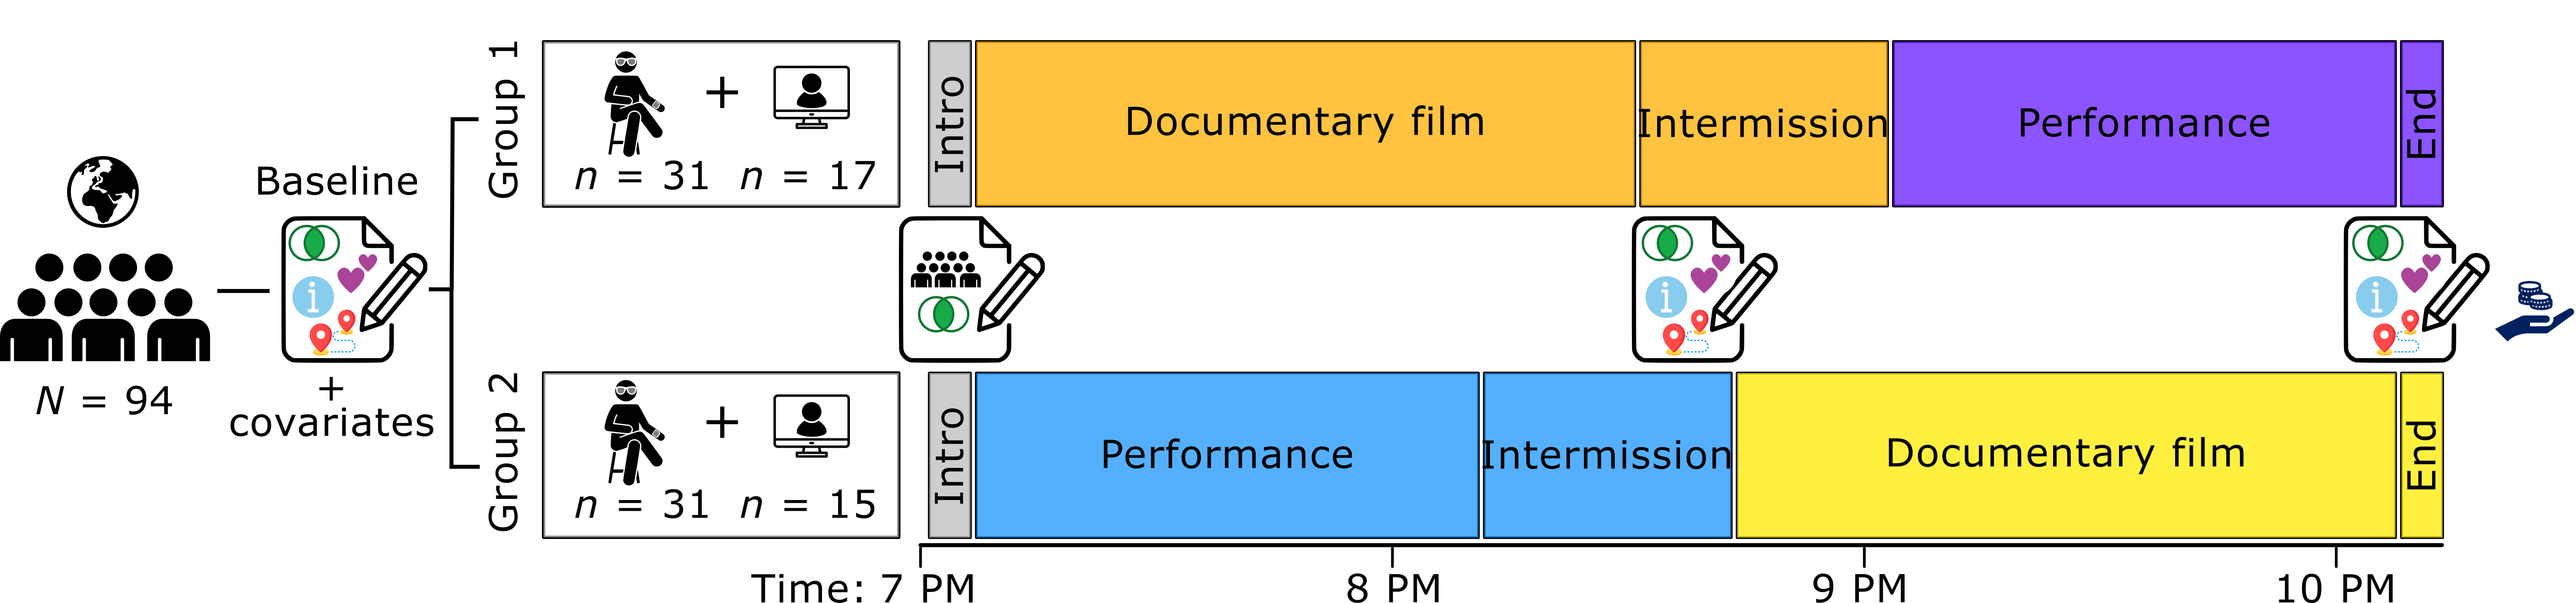 N = 94
Baseline
i
+
covariates
Group 1
+
n = 31 n = 17
Intro
Documentary film
Intermission
Performance
End
i
i
Group 2
+
n = 31 n = 15
Intro
Performance
Intermission
Documentary film
End
Time: 7 PM
8 PM
9 PM
10 PM